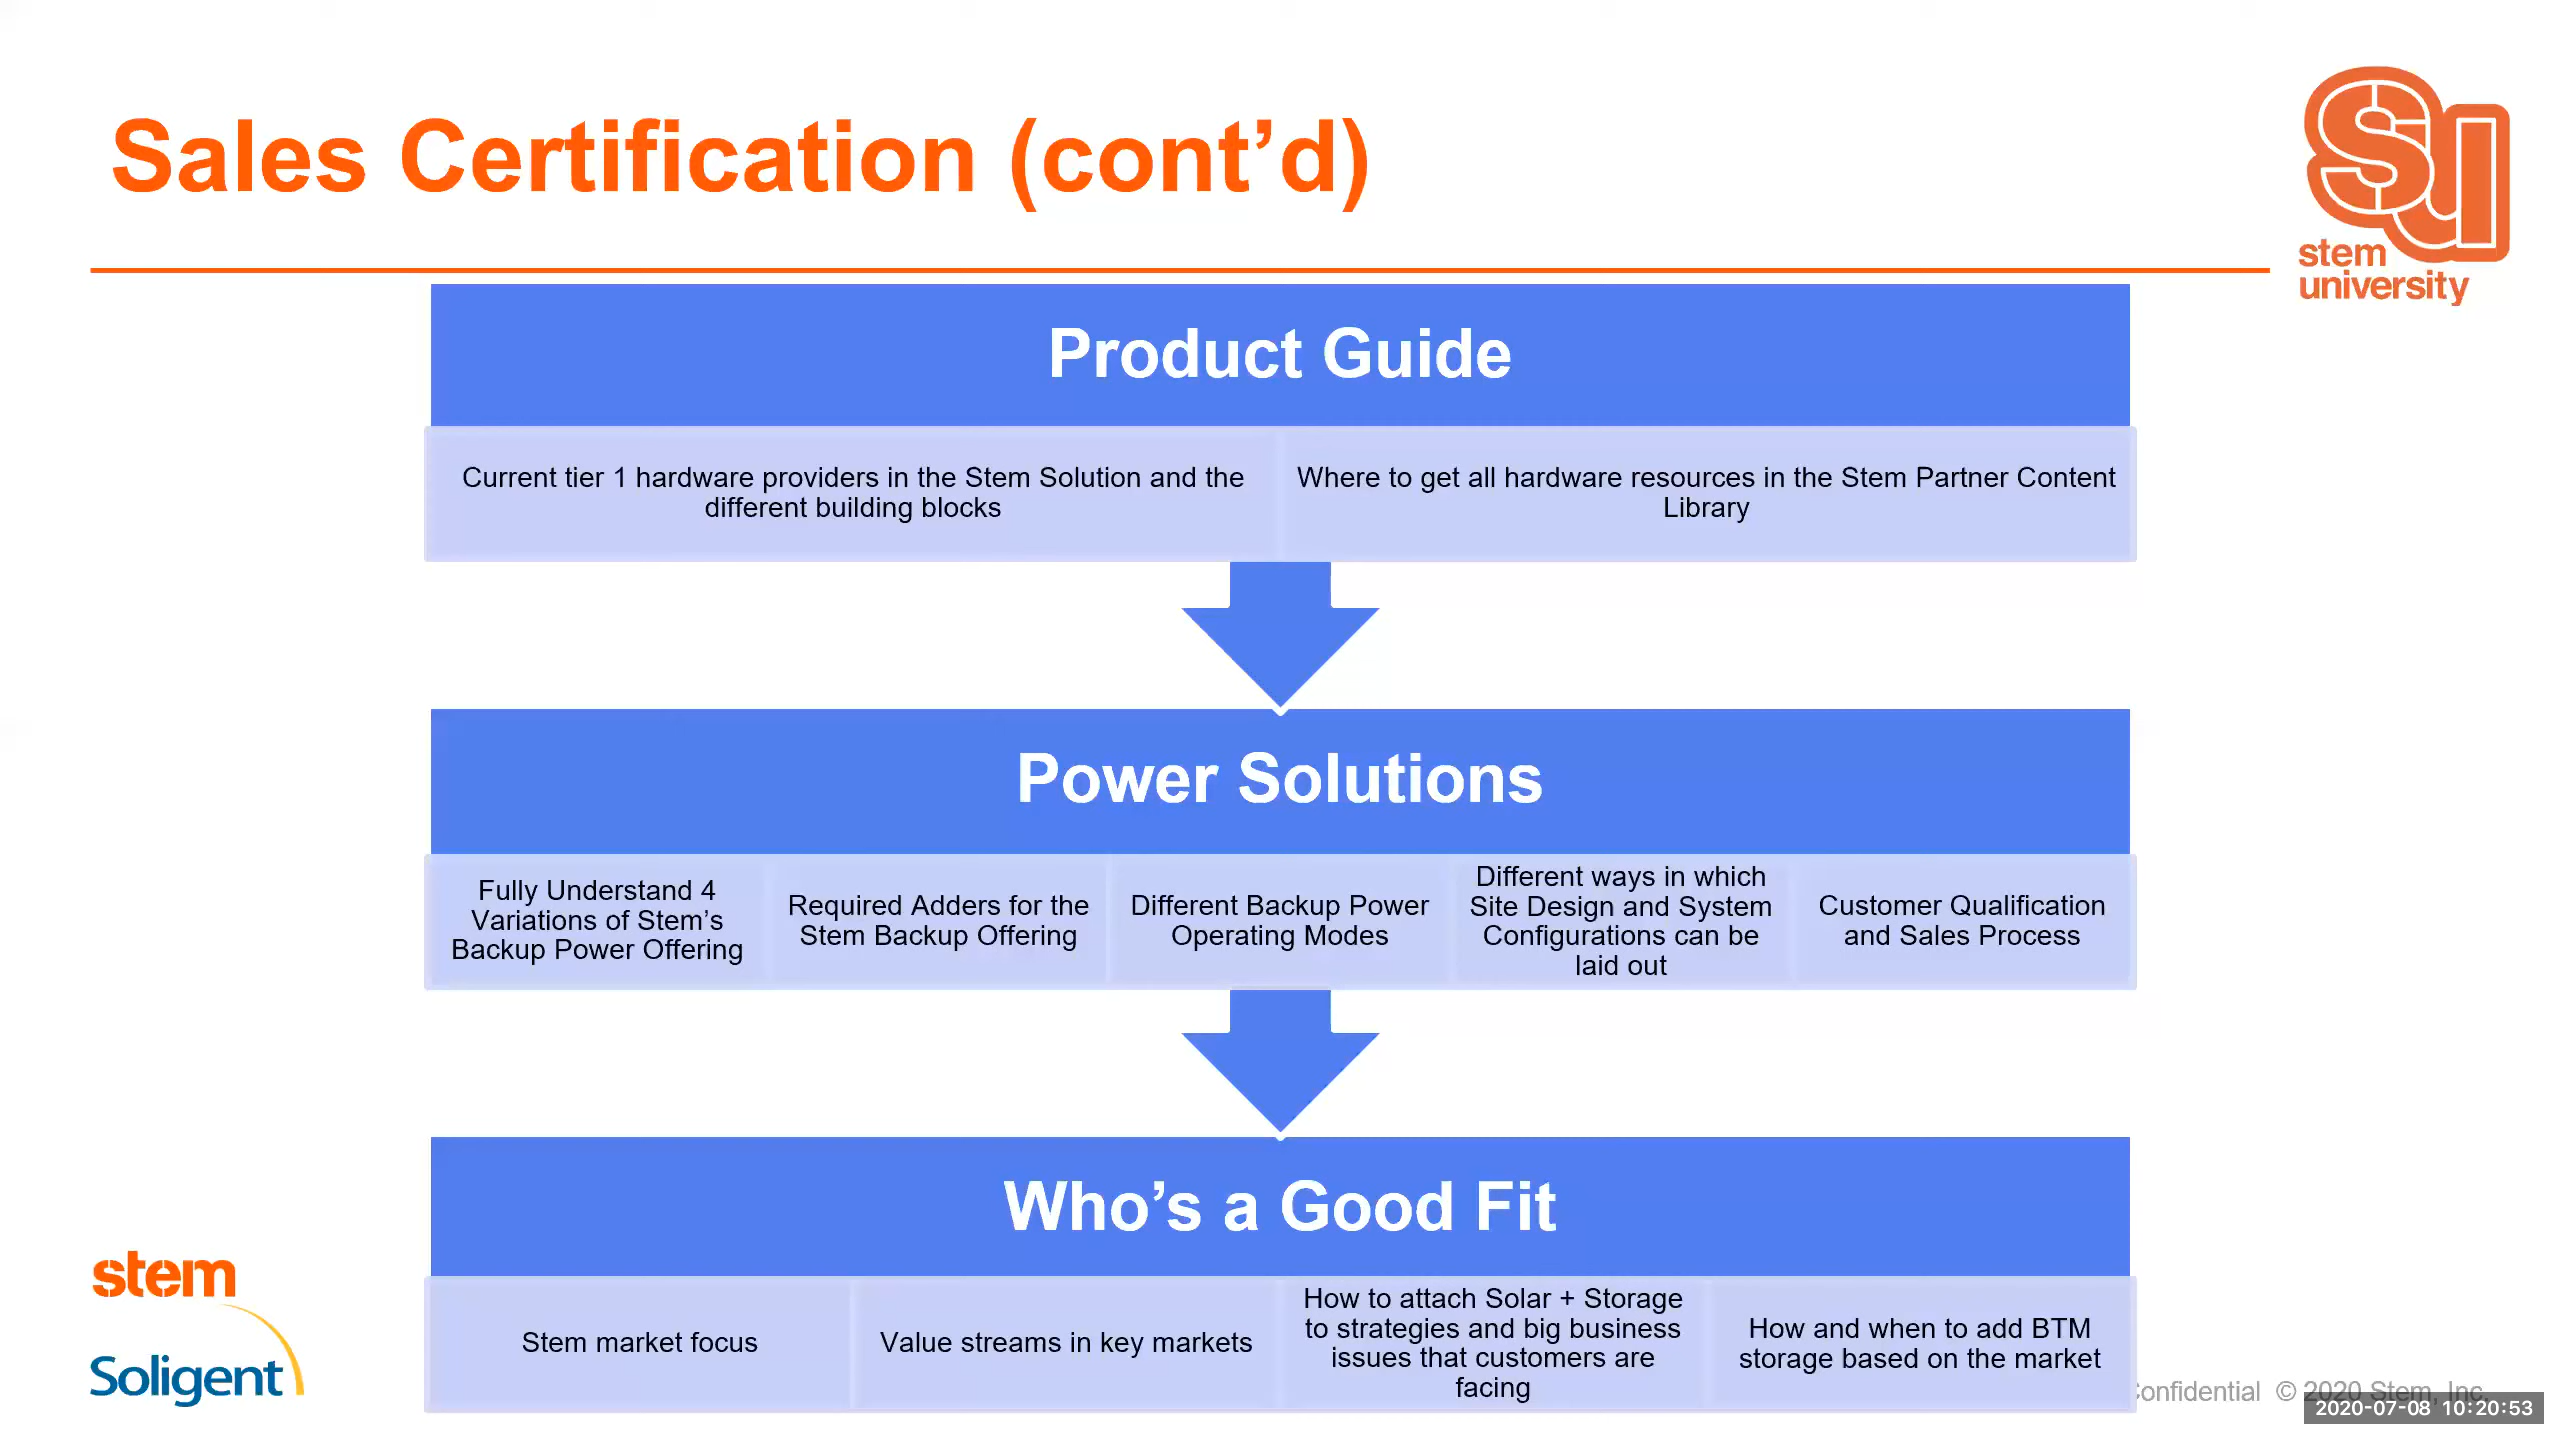 Sales Certification (cont’d)
SU
stem
university
Product Guide
Current tier 1 hardware providers in the Stem Solution and the
different building blocks
Where to get all hardware resources in the Stem Partner Content
Library
Power Solutions
Fully Understand 4
Variations of Stem’s
Backup Power Offering
Required Adders for the
Stem Backup Offering
Different Backup Power
Operating Modes
Different ways in which
Site Design and System
Configurations can be
laid out
Customer Qualification
and Sales Process
Who’s a Good Fit
Stem market focus
Value streams in key markets
How to attach Solar + Storage
to strategies and big business
issues that customers are
facing
How and when to add BTM
storage based on the market
stem
Soligent
Confidential © 2020 Stem, Inc.
2020-07-08 10:20:53